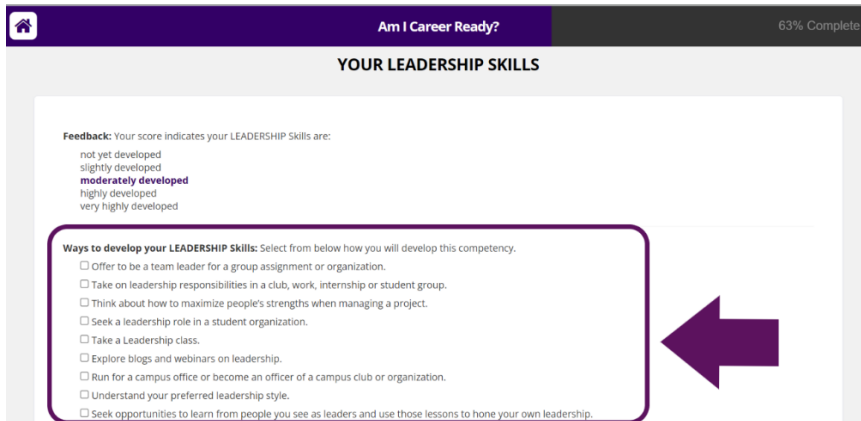 Am I Career Ready?
63% Complete
YOUR LEADERSHIP SKILLS
Feedback: Your score indicates your LEADERSHIP Skills are:
not yet developed
slightly developed
moderately developed
highly developed
very highly developed
Ways to develop your LEADERSHIP Skills: Select from below how you will develop this competency.
Offer to be a team leader for a group assignment or organization.
Take on leadership responsibilities in a club, work, internship or student group.
Think about how to maximize people's strengths when managing a project.
Seek a leadership role in a student organization.
Take a Leadership class.
Explore blogs and webinars on leadership.
Run for a campus office or become an officer of a campus club or organization.
Understand your preferred leadership style.
Seek opportunities to learn from people you see as leaders and use those lessons to hone your own leadership.